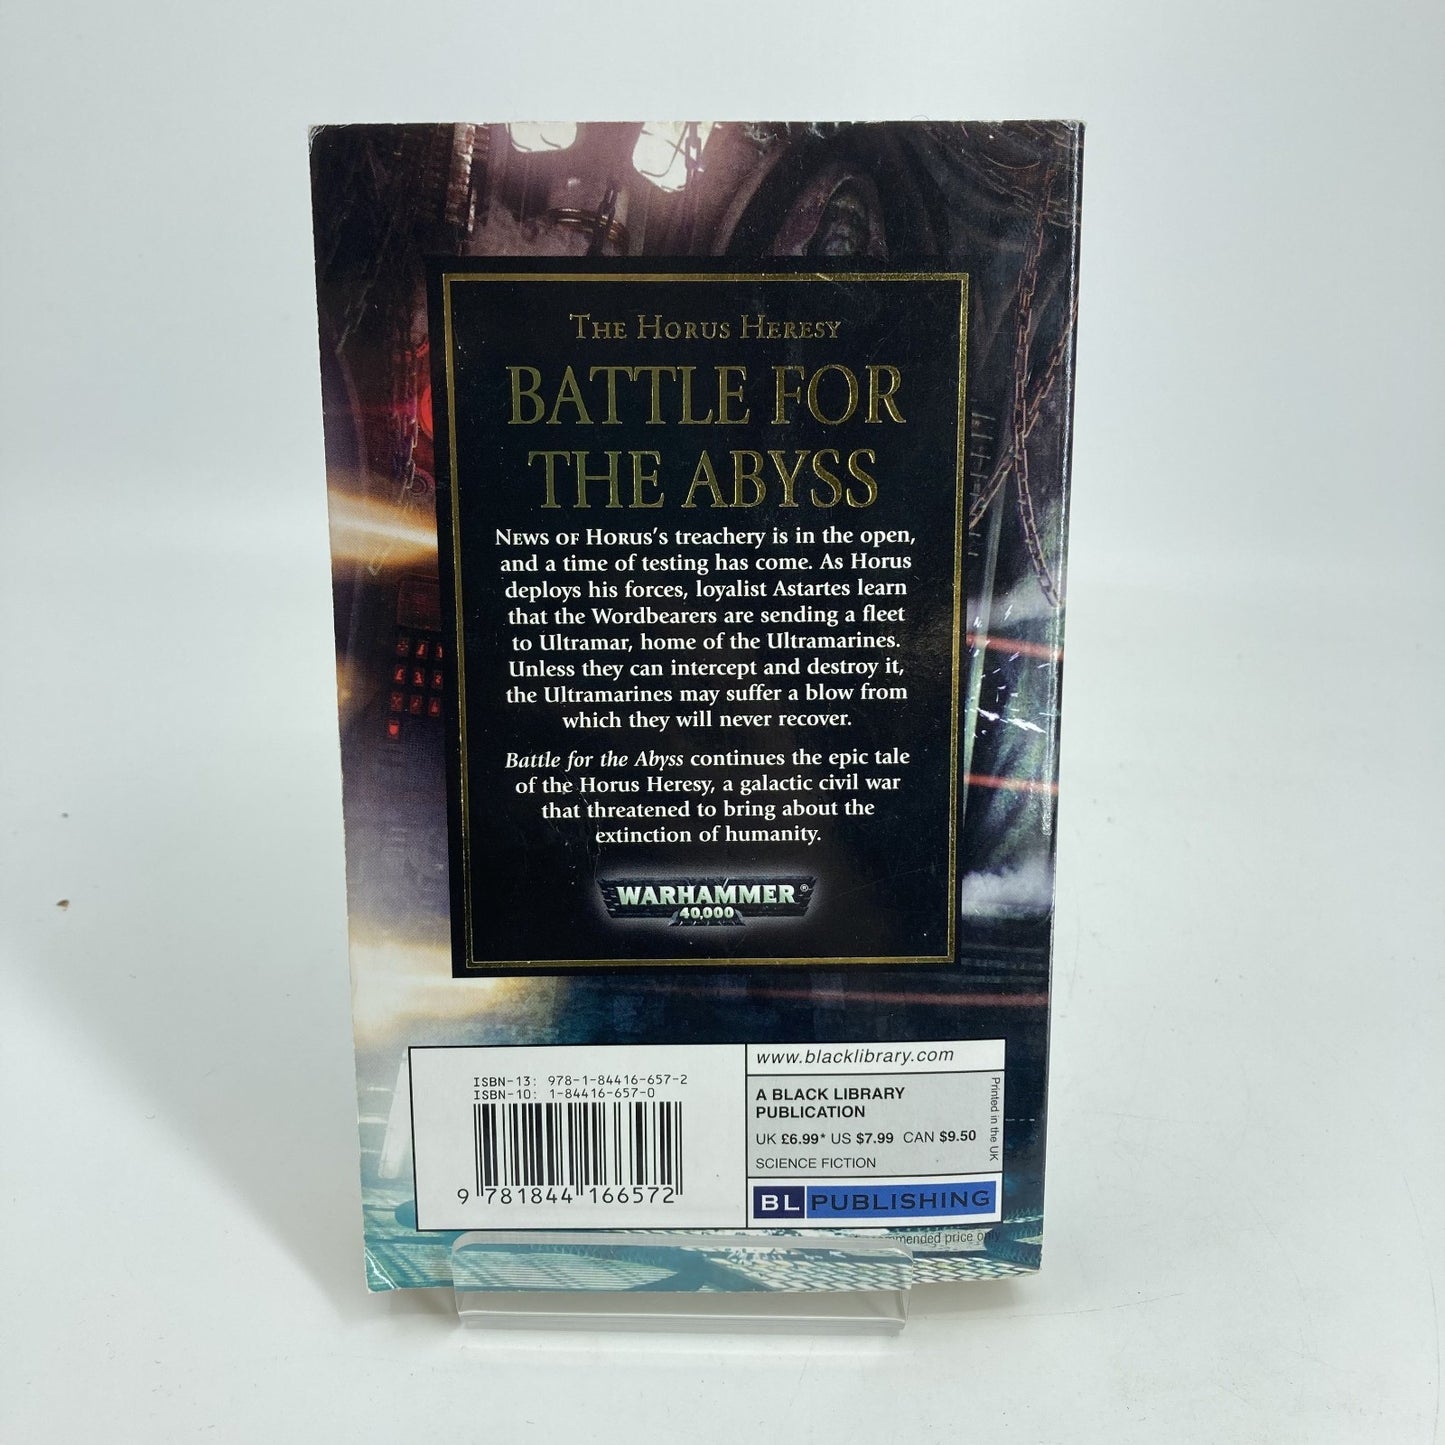 THE HORUS HERESY
BATTLE FOR
THE ABYSS
NEWS OF HORUS'S treachery is in the open,
and a time of testing has come. As Horus
deploys his forces, loyalist Astartes learn
that the Wordbearers are sending a fleet
to Ultramar, home of the Ultramarines.
Unless they can intercept and destroy it,
the Ultramarines may suffer a blow from
which they will never recover.
Battle for the Abyss continues the epic tale
of the Horus Heresy, a galactic civil war
that threatened to bring about the
extinction of humanity.
WARHAMMER®
40,000
ISBN-13: 978-1-84416-657-2
ISBN-10: 1-84416-657-0
9 781844 166572
www.blacklibrary.com
A BLACK LIBRARY
PUBLICATION
UK £6.99* US $7.99 CAN $9.50
SCIENCE FICTION
Printed in the UK
BL PUBLISHING
price only